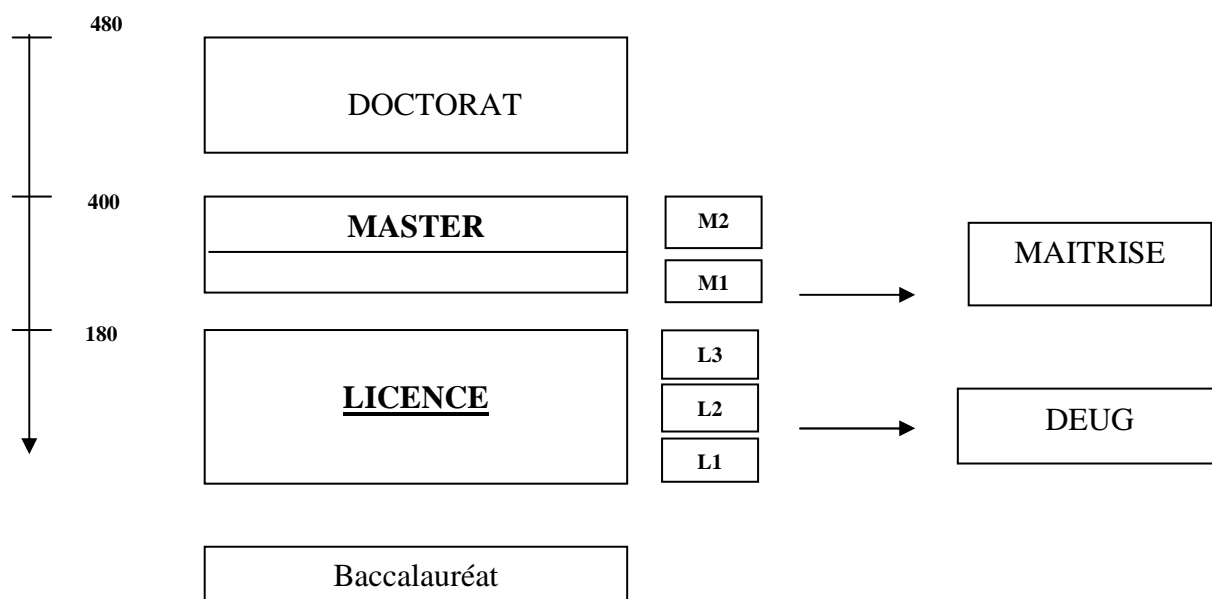 480
DOCTORAT
400
MASTER
M2
MAITRISE
M1
180
L3
LICENCE
L2
DEUG
L1
Baccalauréat